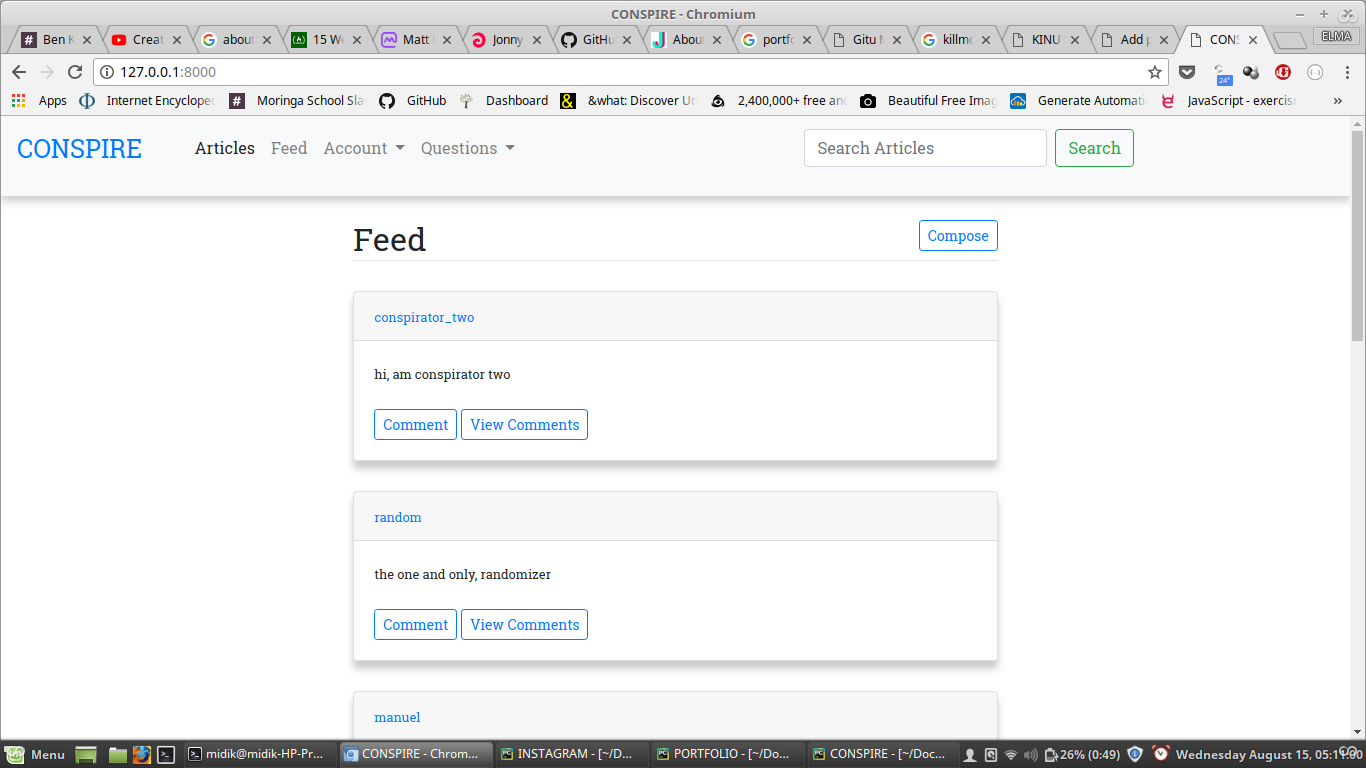 CONSPIRE - Chromium
Ben K
Creat
about
15 We
Matt
Jonny
GitHu
About
portfo
Gitu M
killmo
KINU
Add p
CONS
ELMA
127.0.0.1:8000
24°
Apps
Internet Encycloped
Moringa School Sla
GitHub
Dashboard
&what: Discover Un
2,400,000+ free and
Beautiful Free Imag
Generate Automati
JavaScript - exercis
»
CONSPIRE
Articles
Feed
Account
Questions
Search Articles
Search
Feed
Compose
conspirator_two
hi, am conspirator two
Comment
View Comments
random
the one and only, randomizer
Comment
View Comments
manuel
Menu
midik@midik-HP-Pr...
CONSPIRE - Chrom...
INSTAGRAM - [~/D...
PORTFOLIO - [~/Do...
CONSPIRE - [~/Doc...
26% (0:49)
Wednesday August 15, 05:11:00